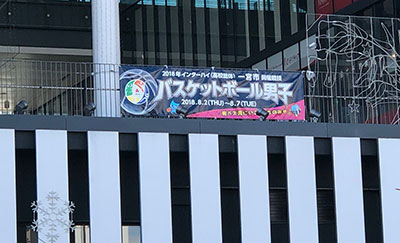 2018年 インターハイ(高校総体) 一宮市 開催競技
バスケットボール男子
2018.8.2(THU)～8.7(TUE)